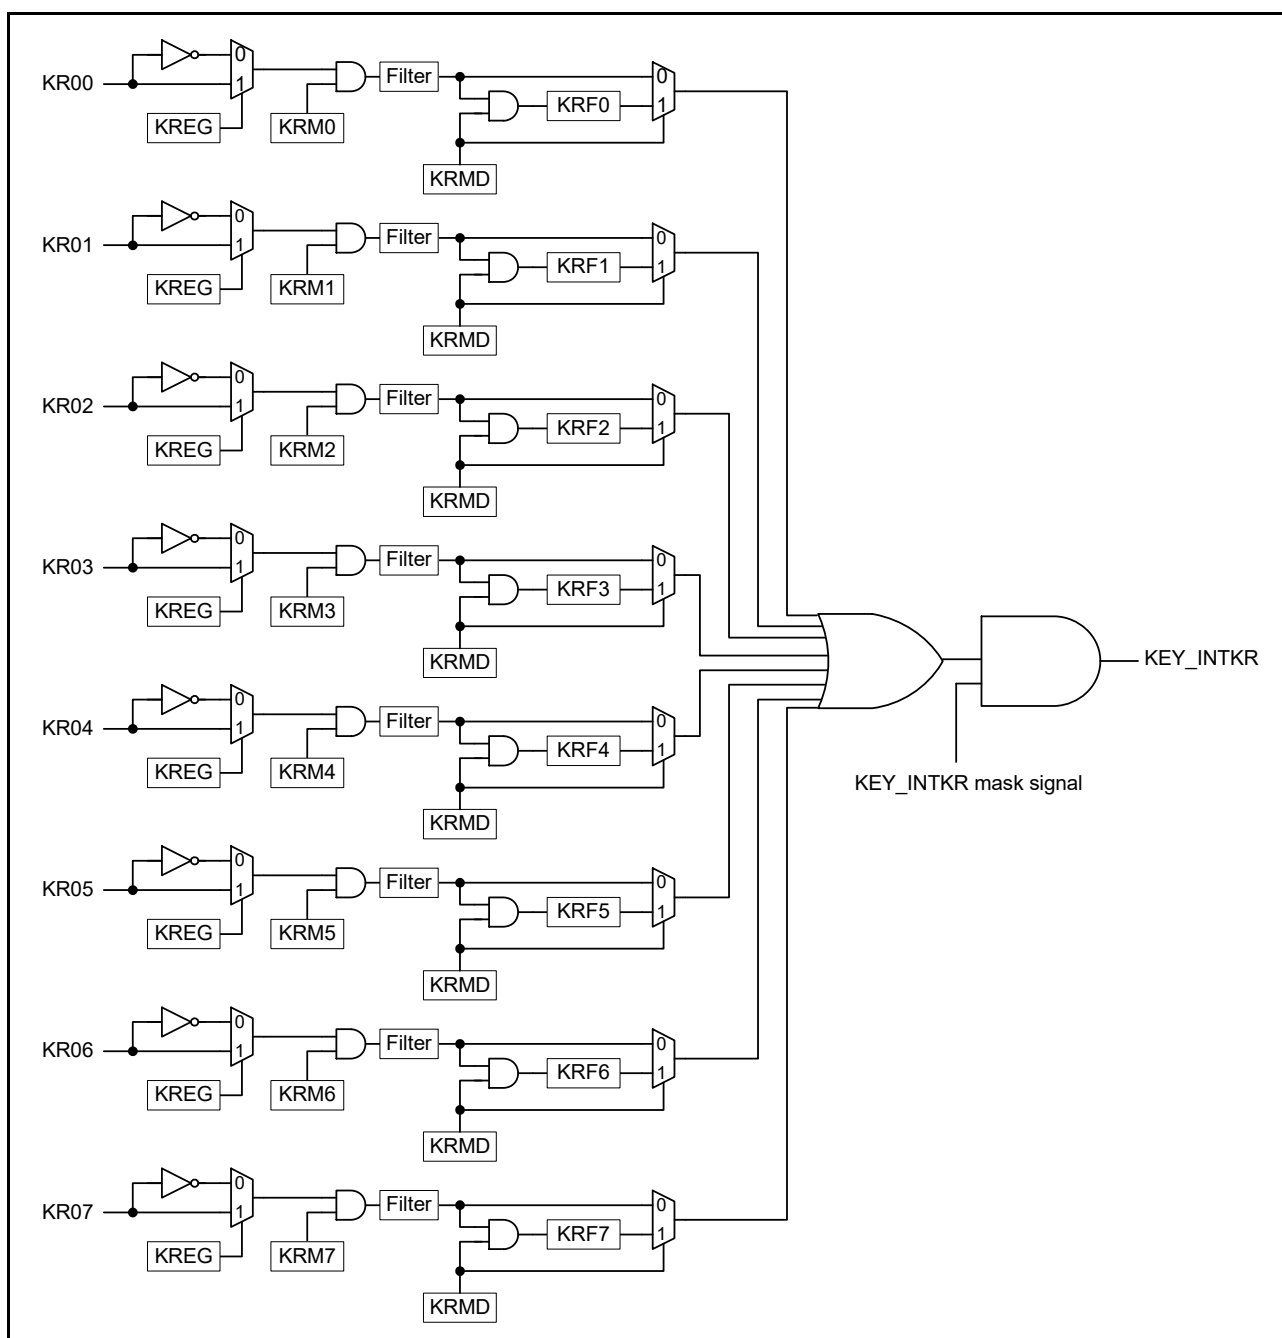 0
KR00
1
Filter
0
KREG
KRM0
KRF0
1
KRMD
0
KR01
1
Filter
0
KREG
KRM1
KRF1
1
KRMD
0
KR02
1
Filter
0
KREG
KRM2
KRF2
1
KRMD
0
KR03
1
Filter
0
KREG
KRM3
KRF3
1
KRMD
KEY_INTKR
0
KR04
1
Filter
0
KREG
KRM4
KRF4
1
KRMD
KEY_INTKR mask signal
0
KR05
1
Filter
0
KREG
KRM5
KRF5
1
KRMD
0
KR06
1
Filter
0
KREG
KRM6
KRF6
1
KRMD
0
KR07
1
Filter
0
KREG
KRM7
KRF7
1
KRMD